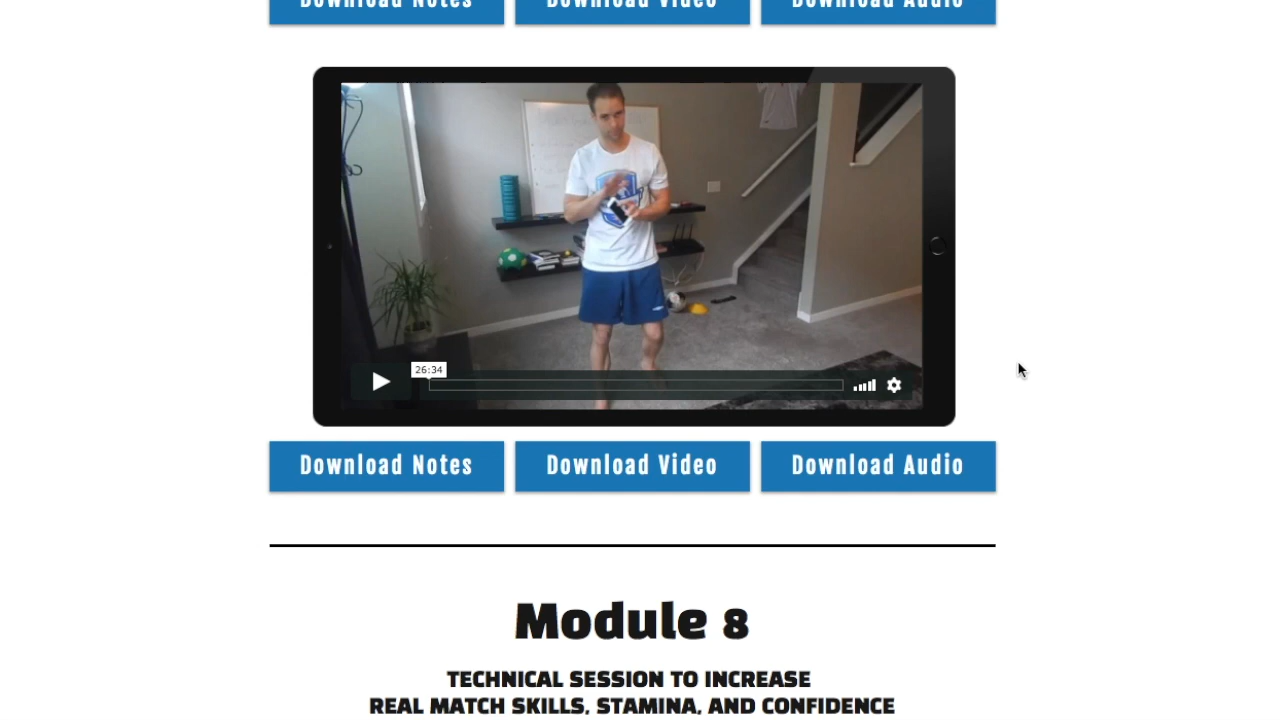 Download Notes Download Video Download Audio
26:34
Download Notes Download Video Download Audio
Module 8
TECHNICAL SESSION TO INCREASE
REAL MATCH SKILLS, STAMINA, AND CONFIDENCE